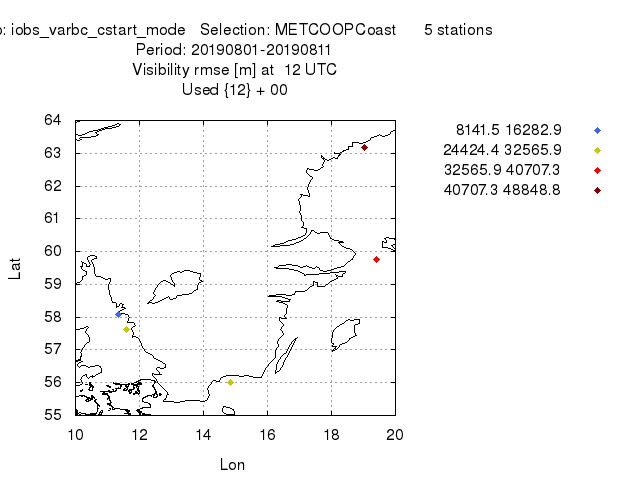 : iobs_varbc_cstart_mode Selection: METCOOPCoast 5 stations
Period: 20190801-20190811
Visibility rmse [m] at 12 UTC
Used {12} + 00
8141.5 16282.9
24424.4 32565.9
32565.9 40707.3
40707.3 48848.8
64
63
62
61
60
59
58
57
56
55
Lat
10 12 14 16 18 20
Lon